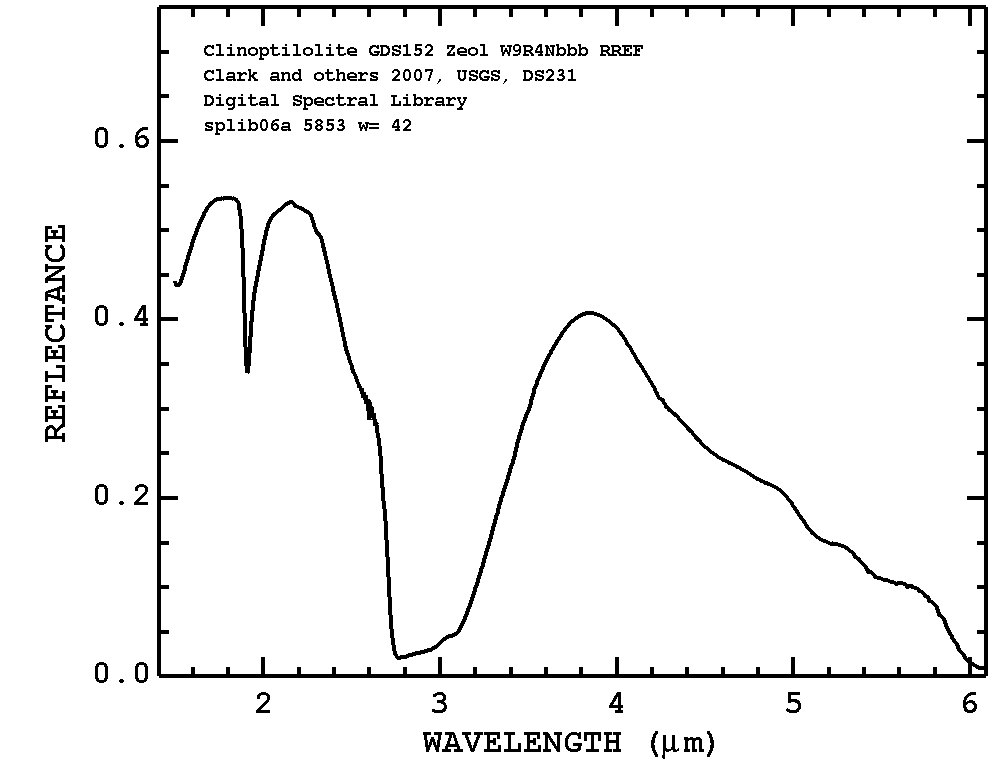 Clinoptilolite GDS152 Zeol W9R4Nbbb RREF
Clark and others 2007, USGS, DS231
Digital Spectral Library
splib06a 5853 w= 42
0.6
0.4
0.2
0.0
REFLECTANCE
2 3 4 5 6
WAVELENGTH (μm)